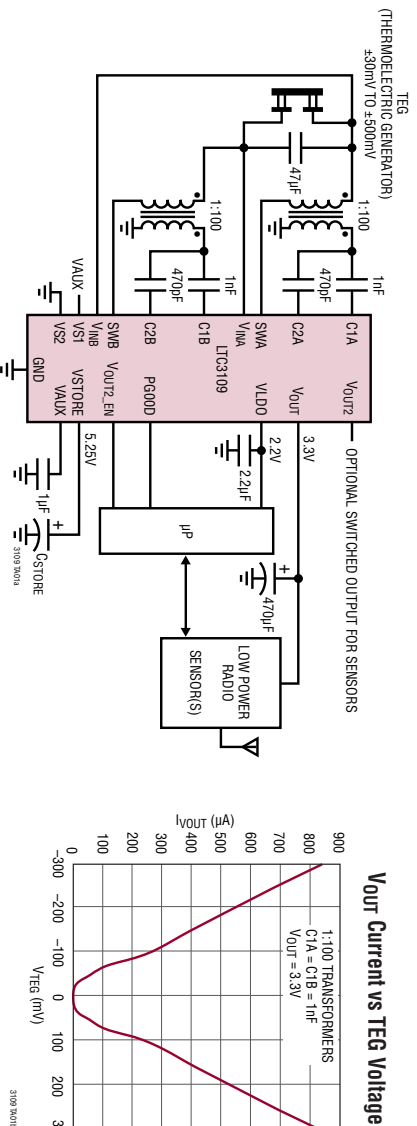 TEG
(THERMOELECTRIC GENERATOR)
±30mV TO ±500mV
47µF
1:100
1:100
1nF
470pF
1nF
470pF
C1A
C2A
SWA
VINA
C1B
C2B
SWB
VINB
VS1
VS2
LTC3109
VOUT2
VOUT
VLDO
PGOOD
VOUT2_EN
VSTORE
VAUX
GND
VAUX
OPTIONAL SWITCHED OUTPUT FOR SENSORS
3.3V
2.2V
2.2µF
470µF
+
5.25V
1µF
+
CSTORE
µP
LOW POWER
RADIO
SENSOR(S)
3109 TA01a
VOUT Current vs TEG Voltage
1:100 TRANSFORMERS
C1A = C1B = 1nF
VOUT = 3.3V
IVOUT (µA)
900
800
700
600
500
400
300
200
100
0
–300 –200 –100 0 100 200
VTEG (mV)